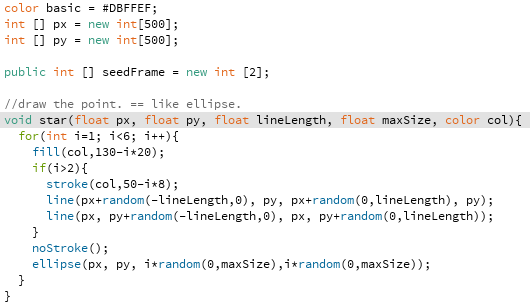 color basic = #DBFFEF;
int [] px = new int[500];
int [] py = new int[500];

public int [] seedFrame = new int [2];

//draw the point. == like ellipse.
void star(float px, float py, float lineLength, float maxSize, color col){
  for(int i=1; i<6; i++){
    fill(col,130-i*20);
    if(i>2){
      stroke(col,50-i*8);
      line(px+random(-lineLength,0), py, px+random(0,lineLength), py);
      line(px, py+random(-lineLength,0), px, py+random(0,lineLength));
    }
    noStroke();
    ellipse(px, py, i*random(0,maxSize),i*random(0,maxSize));
  }
}